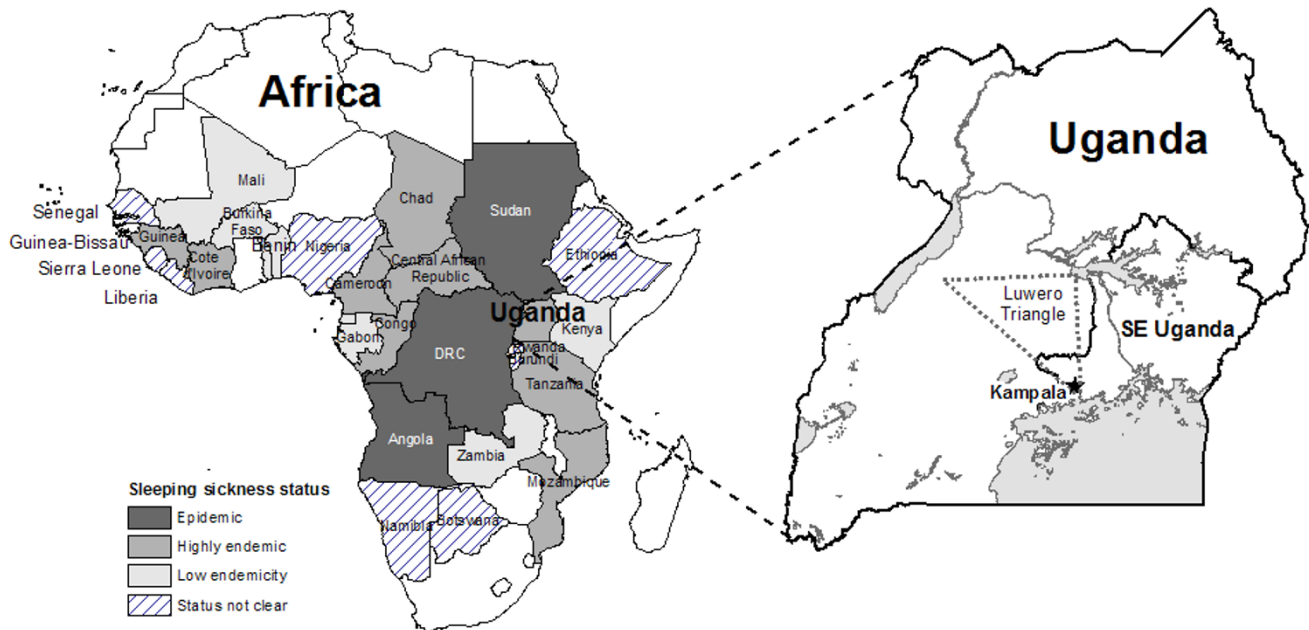 Africa
Mali
Chad
Sudan
Senegal
Burkina
Faso
Guinea-Bissau
Guinea
Benin
Nigeria
Ethiopia
Cote
d'Ivoire
Sierra Leone
Central African
Republic
Cameroon
Liberia
Uganda
Congo
Kenya
Gabon
Rwanda
Burundi
DRC
Tanzania
Angola
Zambia
Mozambique
Namibia
Botswana
Sleeping sickness status
Epidemic
Highly endemic
Low endemicity
Status not clear
Uganda
Luwero
Triangle
SE Uganda
Kampala